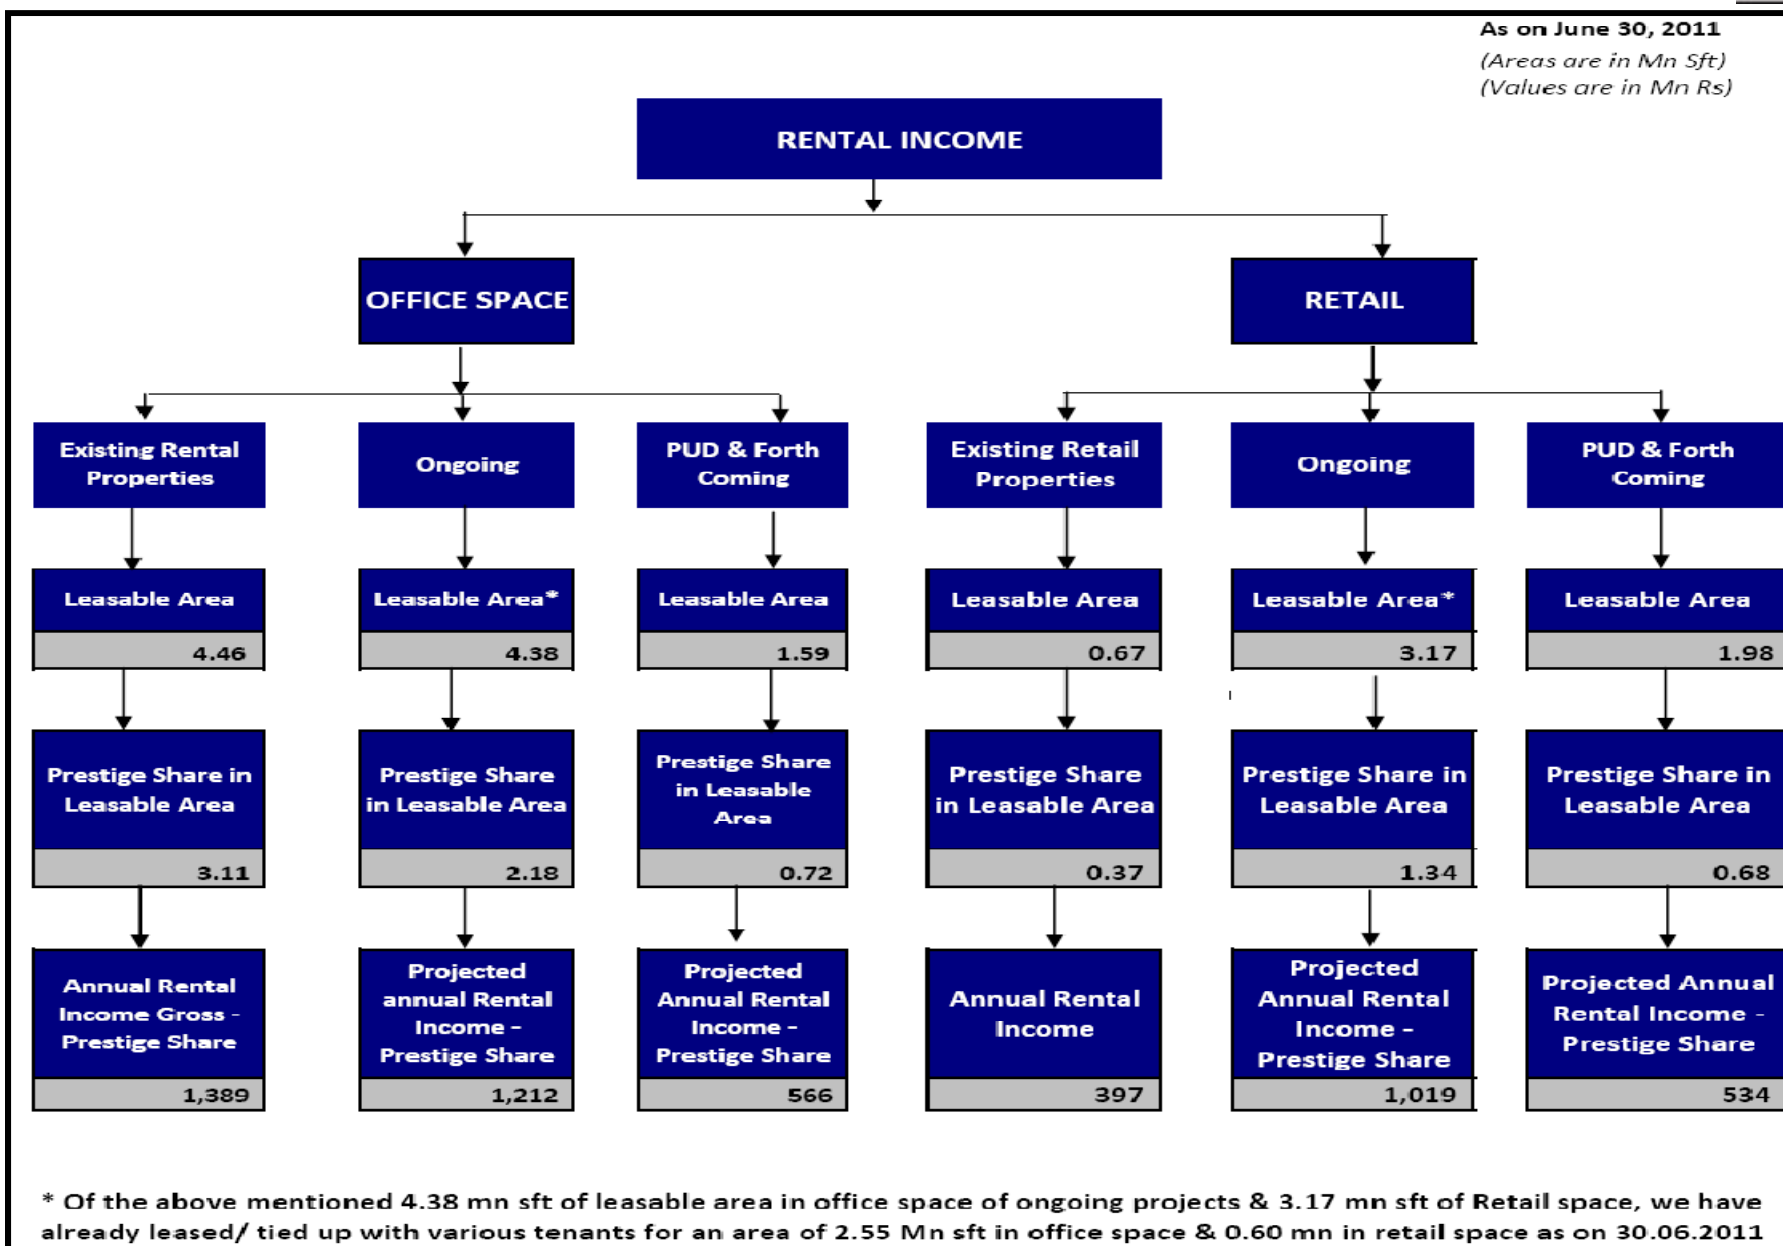 As on June 30, 2011
(Areas are in Mn Sft)
(Values are in Mn Rs)
RENTAL INCOME
OFFICE SPACE
RETAIL
Existing Rental
Properties
Ongoing
PUD & Forth
Coming
Existing Retail
Properties
Ongoing
PUD & Forth
Coming
Leasable Area
Leasable Area*
Leasable Area
Leasable Area
Leasable Area*
Leasable Area
4.46
4.38
1.59
0.67
3.17
1.98
Prestige Share in
Leasable Area
Prestige Share
in Leasable Area
Prestige Share
in Leasable
Area
Prestige Share
in Leasable Area
Prestige Share in
Leasable Area
Prestige Share in
Leasable Area
3.11
2.18
0.72
0.37
1.34
0.68
Annual Rental
Income Gross -
Prestige Share
Projected
annual Rental
Income -
Prestige Share
Projected
Annual Rental
Income -
Prestige Share
Annual Rental
Income
Projected
Annual Rental
Income -
Prestige Share
Projected Annual
Rental Income -
Prestige Share
1,389
1,212
566
397
1,019
534
* Of the above mentioned 4.38 mn sft of leasable area in office space of ongoing projects & 3.17 mn sft of Retail space, we have
already leased/ tied up with various tenants for an area of 2.55 Mn sft in office space & 0.60 mn in retail space as on 30.06.2011